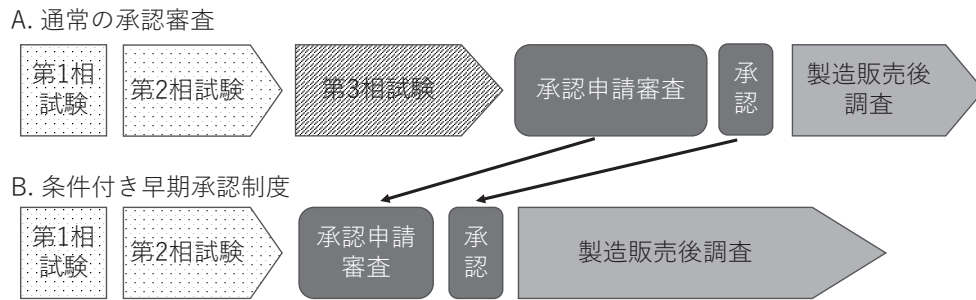 A. 通常の承認審査
第1相
試験
第2相試験
第3相試験
承認申請審査
承
認
製造販売後
調査
B. 条件付き早期承認制度
第1相
試験
第2相試験
承認申請
審査
承
認
製造販売後調査